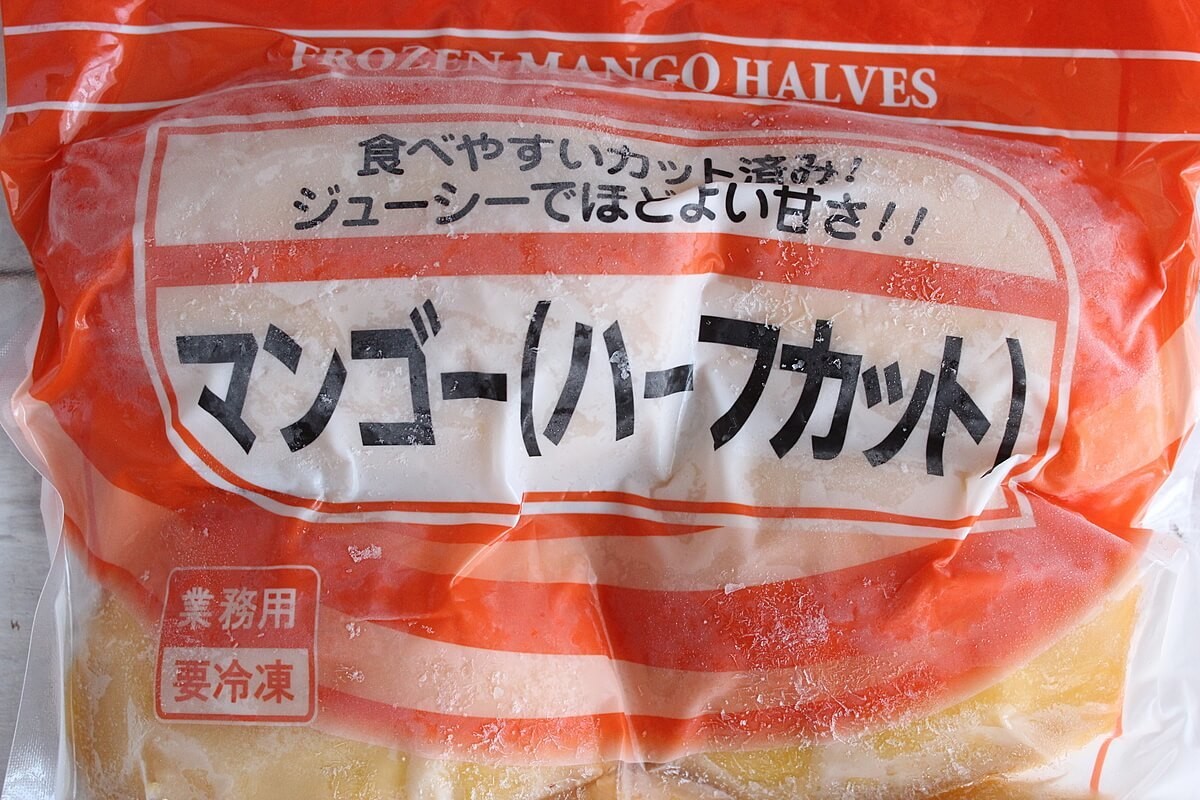 FROZEN MANGO HALVES
食べやすいカット済み!
ジューシーでほどよい甘さ!!
マンゴー(ハーフカット)
業務用
要冷凍